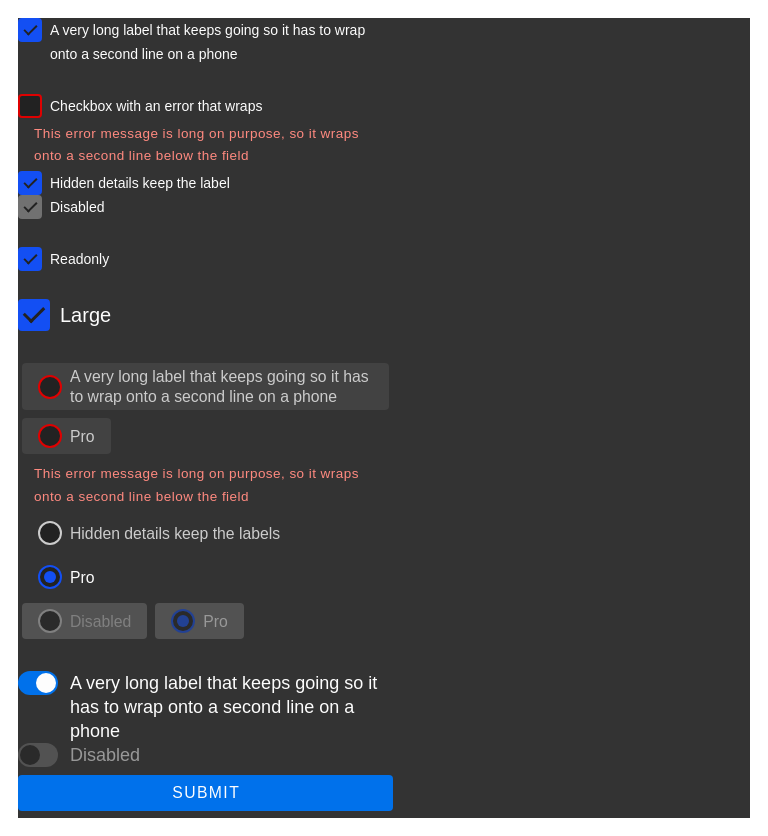 A very long label that keeps going so it has to wrap
onto a second line on a phone
Checkbox with an error that wraps
This error message is long on purpose, so it wraps
onto a second line below the field
Hidden details keep the label
Disabled
Readonly
Large
A very long label that keeps going so it has
to wrap onto a second line on a phone
Pro
This error message is long on purpose, so it wraps
onto a second line below the field
Hidden details keep the labels
Pro
Disabled Pro
A very long label that keeps going so it
has to wrap onto a second line on a
phone
Disabled
SUBMIT